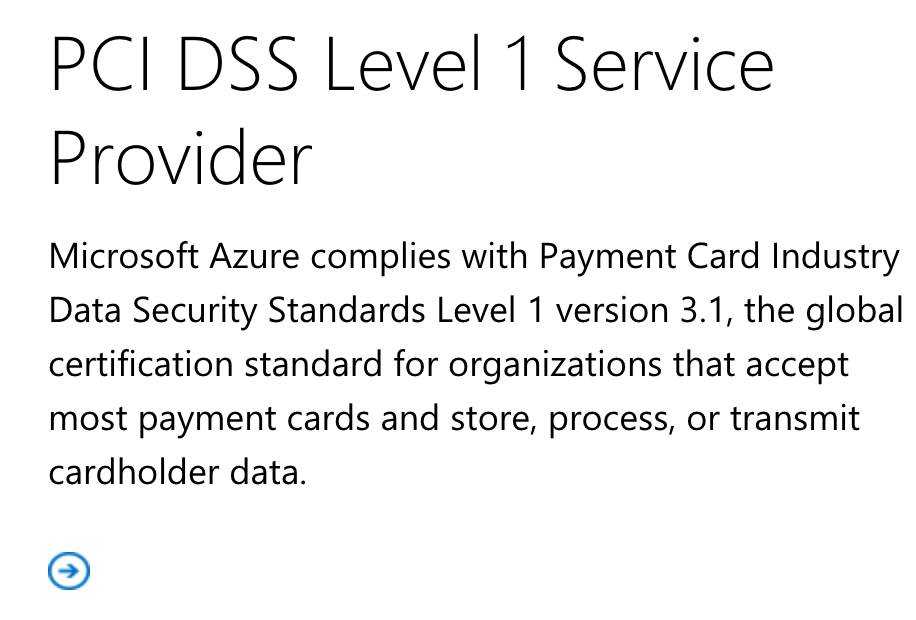 PCI DSS Level 1 Service
Provider
Microsoft Azure complies with Payment Card Industry
Data Security Standards Level 1 version 3.1, the global
certification standard for organizations that accept
most payment cards and store, process, or transmit
cardholder data.